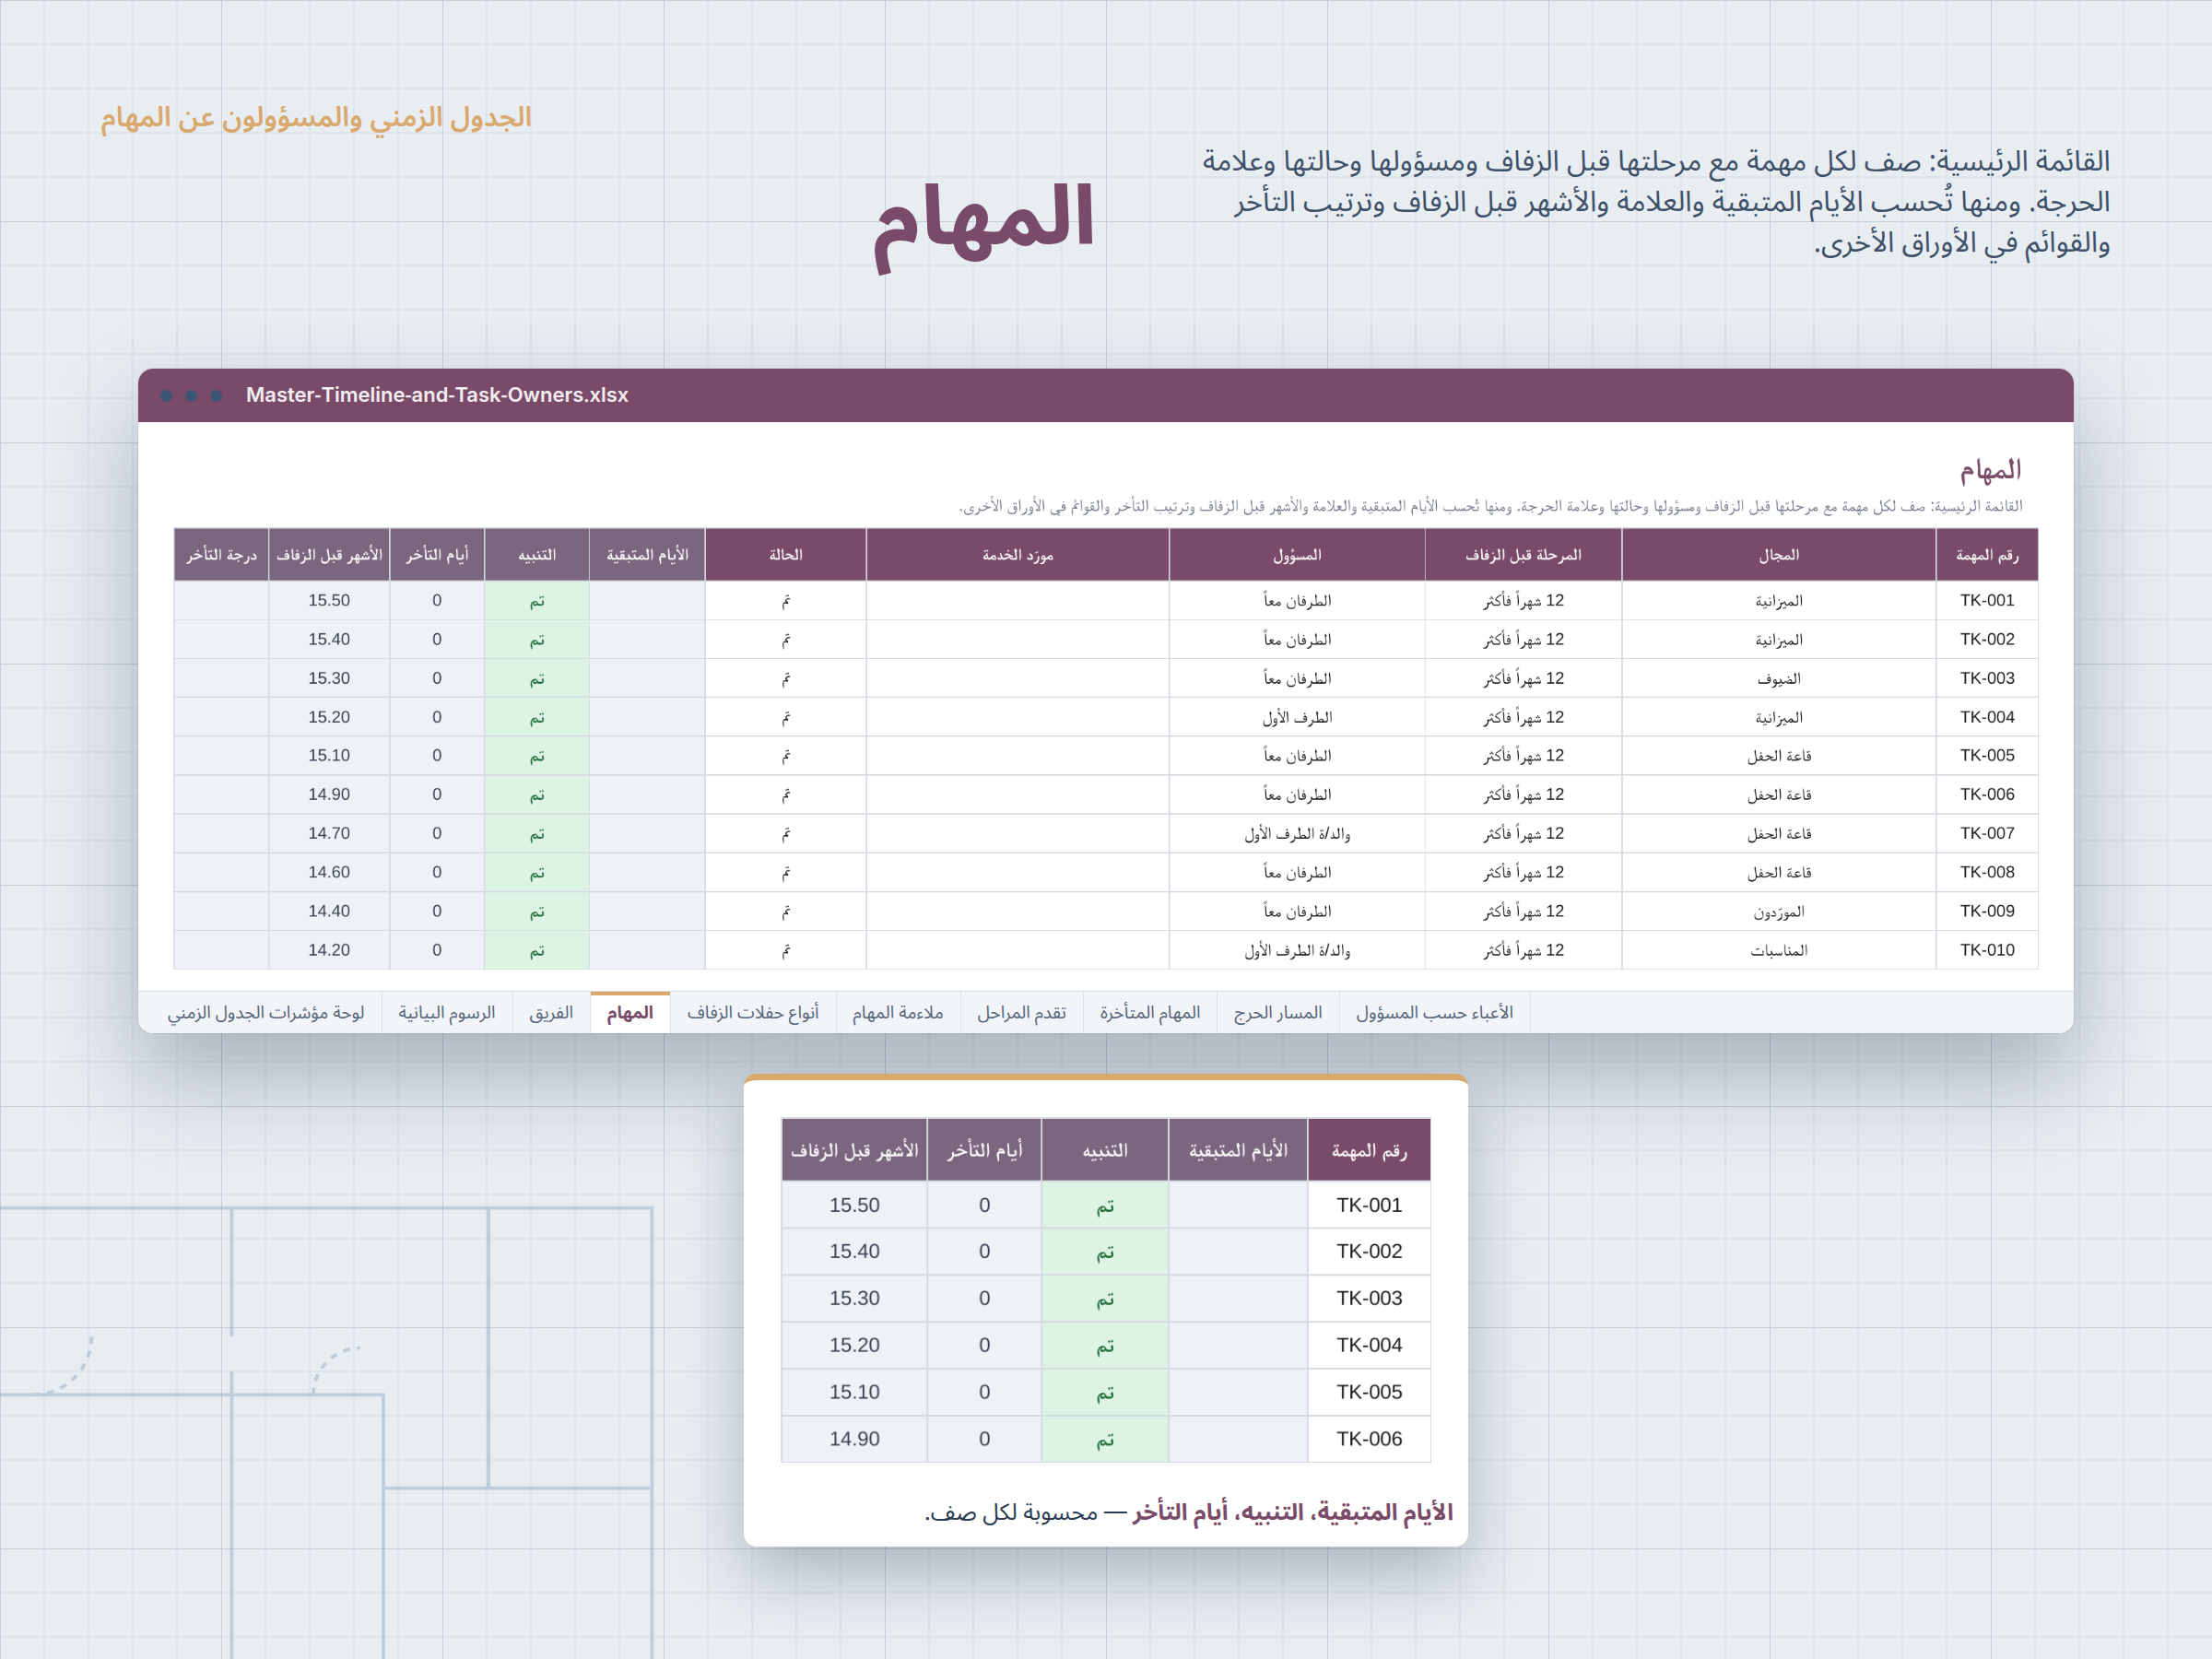 الجدول الزمني والمسؤولون عن المهام
المهام
القائمة الرئيسية: صف لكل مهمة مع مرحلتها قبل الزفاف ومسؤولها وحالتها وعلامة
الحرجة. ومنها تُحسب الأيام المتبقية والعلامة والأشهر قبل الزفاف وترتيب التأخر
والقوائم في الأوراق الأخرى.
Master-Timeline-and-Task-Owners.xlsx
المهام
القائمة الرئيسية: صف لكل مهمة مع مرحلتها قبل الزفاف ومسؤولها وحالتها وعلامة الحرجة. ومنها تُحسب الأيام المتبقية والعلامة والأشهر قبل الزفاف وترتيب التأخر والقوائم في الأوراق الأخرى.
رقم المهمة المجال المرحلة قبل الزفاف المسؤول مورّد الخدمة الحالة الأيام المتبقية التنبيه أيام التأخر الأشهر قبل الزفاف درجة التأخر
TK-001 الميزانية 12 شهراً فأكثر الطرفان معاً تمّ تم 0 15.50
TK-002 الميزانية 12 شهراً فأكثر الطرفان معاً تمّ تم 0 15.40
TK-003 الضيوف 12 شهراً فأكثر الطرفان معاً تمّ تم 0 15.30
TK-004 الميزانية 12 شهراً فأكثر الطرف الأول تمّ تم 0 15.20
TK-005 قاعة الحفل 12 شهراً فأكثر الطرفان معاً تمّ تم 0 15.10
TK-006 قاعة الحفل 12 شهراً فأكثر الطرفان معاً تمّ تم 0 14.90
TK-007 قاعة الحفل 12 شهراً فأكثر والد/ة الطرف الأول تمّ تم 0 14.70
TK-008 قاعة الحفل 12 شهراً فأكثر الطرفان معاً تمّ تم 0 14.60
TK-009 المورّدون 12 شهراً فأكثر الطرفان معاً تمّ تم 0 14.40
TK-010 المناسبات 12 شهراً فأكثر والد/ة الطرف الأول تمّ تم 0 14.20
لوحة مؤشرات الجدول الزمني الرسوم البيانية الفريق المهام أنواع حفلات الزفاف ملاءمة المهام تقدم المراحل المهام المتأخرة المسار الحرج الأعباء حسب المسؤول
رقم المهمة الأيام المتبقية التنبيه أيام التأخر الأشهر قبل الزفاف
TK-001 تم 0 15.50
TK-002 تم 0 15.40
TK-003 تم 0 15.30
TK-004 تم 0 15.20
TK-005 تم 0 15.10
TK-006 تم 0 14.90
الأيام المتبقية، التنبيه، أيام التأخر — محسوبة لكل صف.